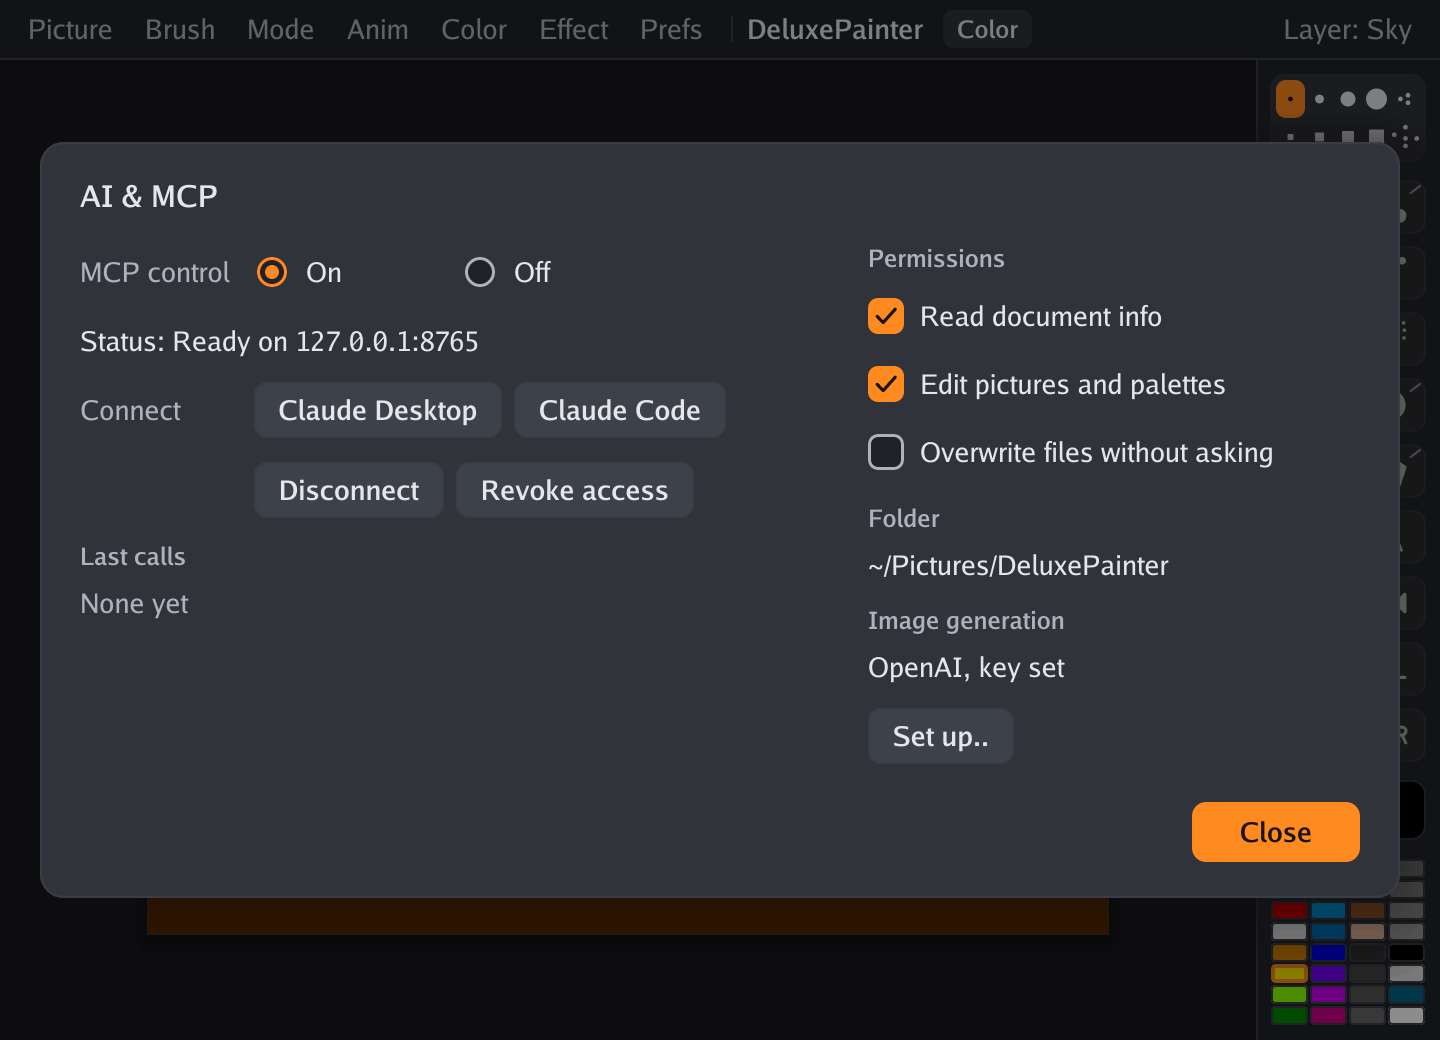 Picture Brush Mode Anim Color Effect Prefs DeluxePainter Color Layer: Sky
AI & MCP
MCP control On Off
Status: Ready on 127.0.0.1:8765
Connect Claude Desktop Claude Code
Disconnect Revoke access
Last calls
None yet
Permissions
Read document info
Edit pictures and palettes
Overwrite files without asking
Folder
~/Pictures/DeluxePainter
Image generation
OpenAI, key set
Set up..
Close